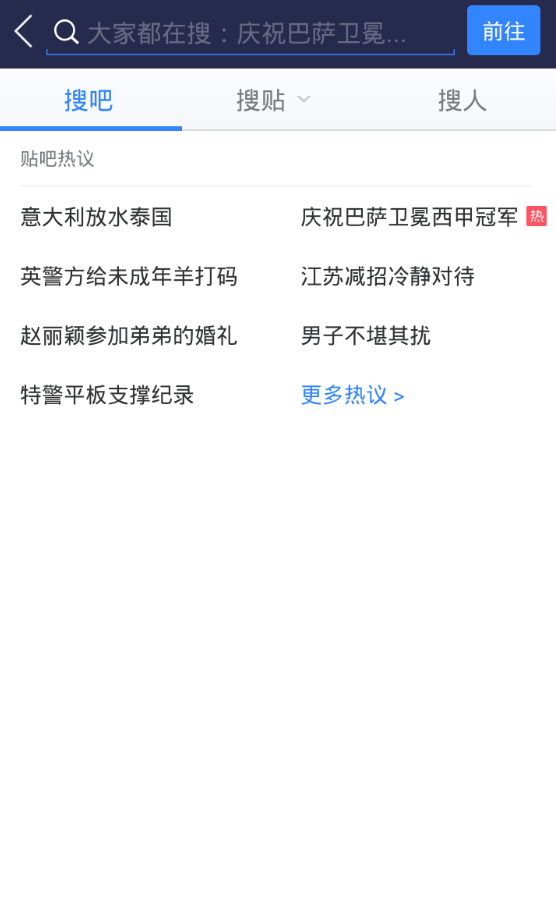 大家都在搜：庆祝巴萨卫冕...
前往
搜吧
搜贴
搜人
贴吧热议
意大利放水泰国
庆祝巴萨卫冕西甲冠军 热
英警方给未成年羊打码
江苏减招冷静对待
赵丽颖参加弟弟的婚礼
男子不堪其扰
特警平板支撑纪录
更多热议 >